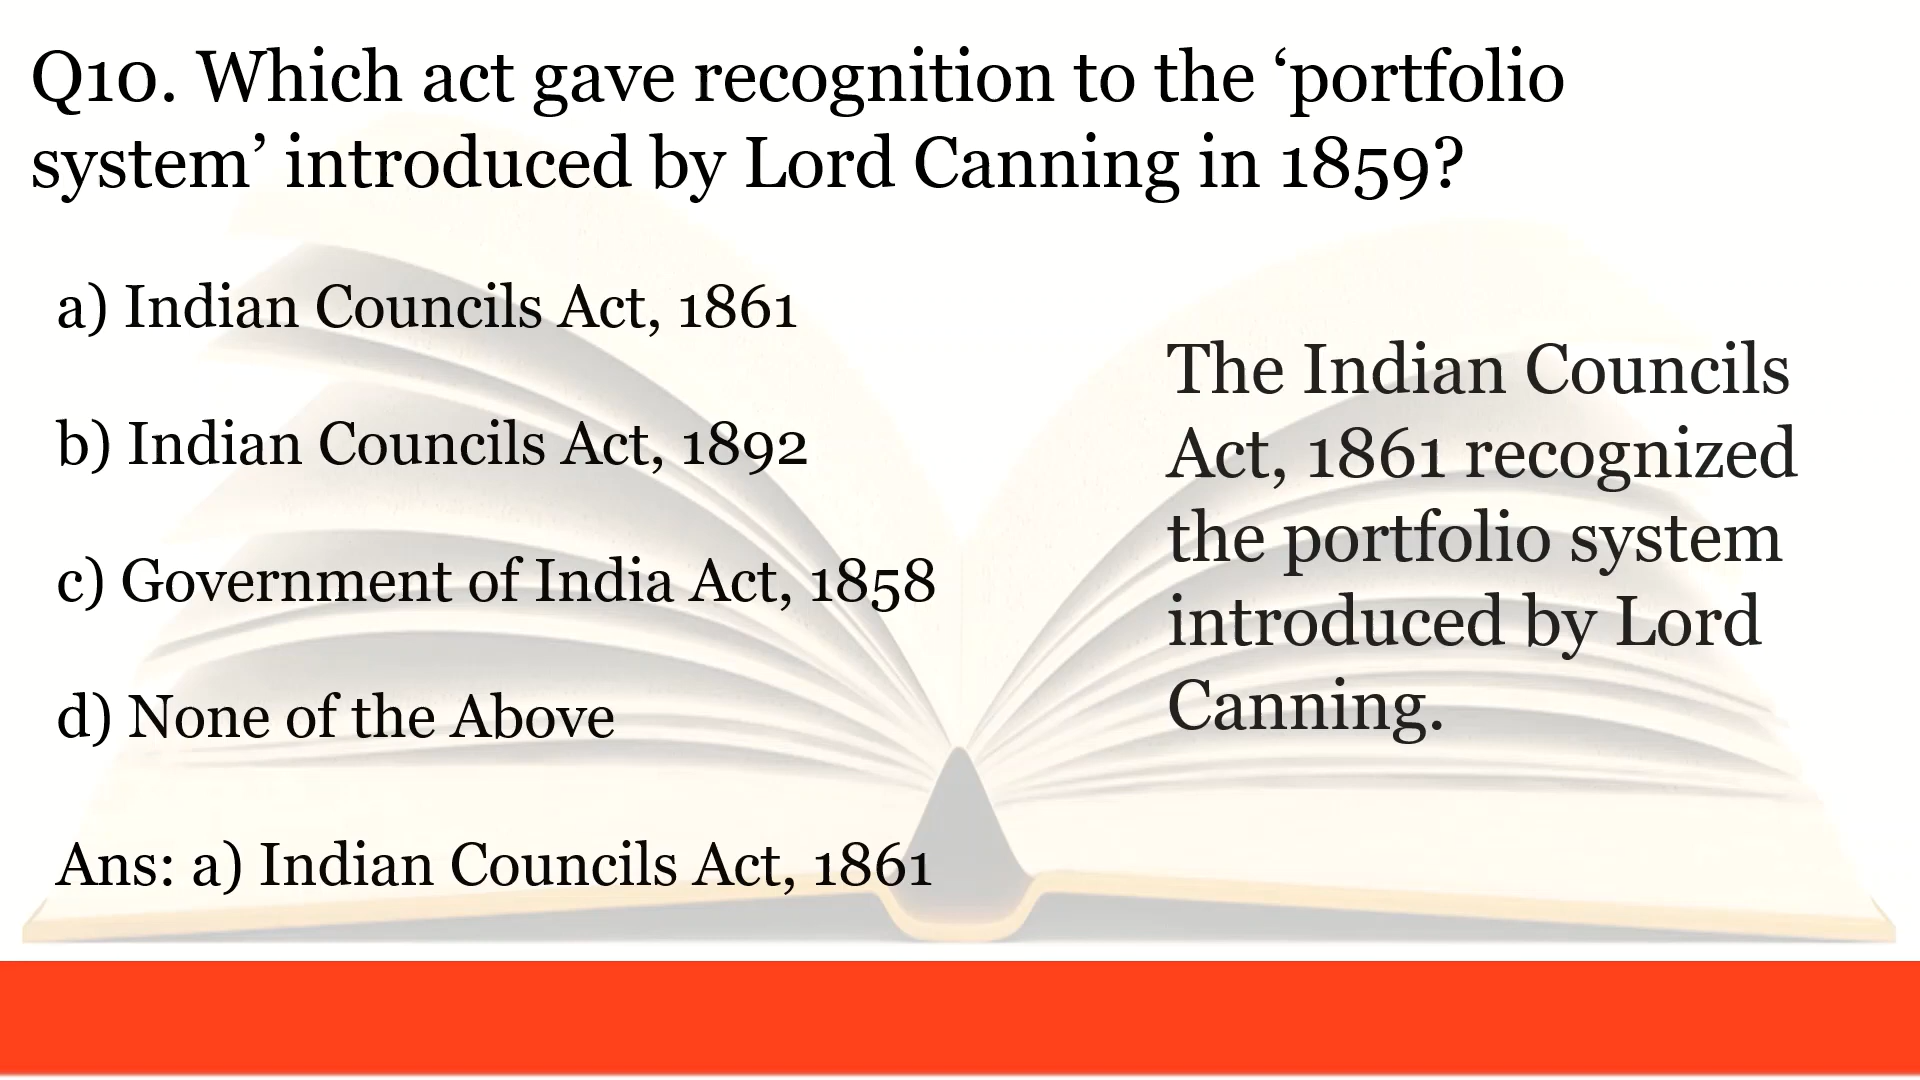 Q10. Which act gave recognition to the ‘portfolio
system’ introduced by Lord Canning in 1859?
a) Indian Councils Act, 1861
b) Indian Councils Act, 1892
c) Government of India Act, 1858
d) None of the Above
Ans: a) Indian Councils Act, 1861
The Indian Councils
Act, 1861 recognized
the portfolio system
introduced by Lord
Canning.